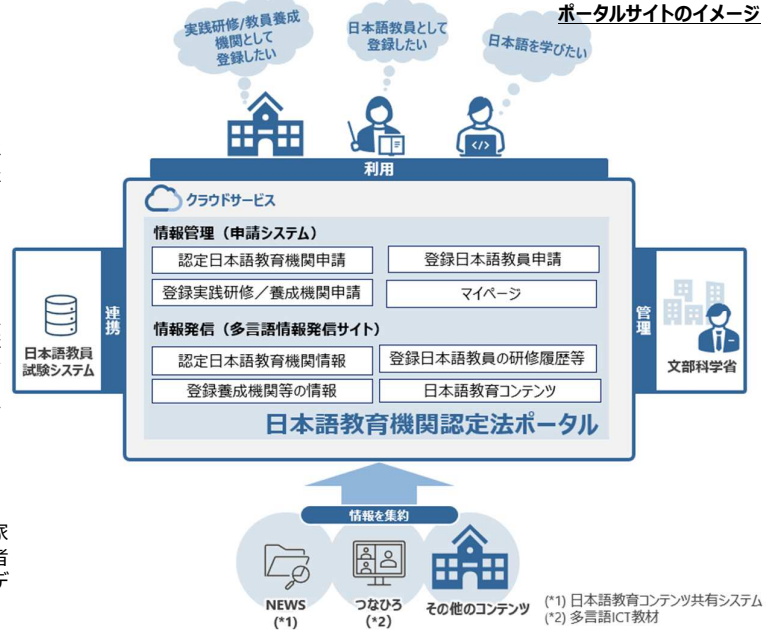 ポータルサイトのイメージ
実践研修/教員養成
機関として
登録したい
日本語教員として
登録したい
日本語を学びたい
利用
クラウドサービス
情報管理（申請システム）
認定日本語教育機関申請
登録日本語教員申請
登録実践研修／養成機関申請
マイページ
情報発信（多言語情報発信サイト）
認定日本語教育機関情報
登録日本語教員の研修履歴等
登録養成機関等の情報
日本語教育コンテンツ
日本語教育機関認定法ポータル
連携
日本語教員
試験システム
管理
文部科学省
情報を集約
NEWS
(*1)
つなひろ
(*2)
その他のコンテンツ
(*1) 日本語教育コンテンツ共有システム
(*2) 多言語ICT教材
者
デ